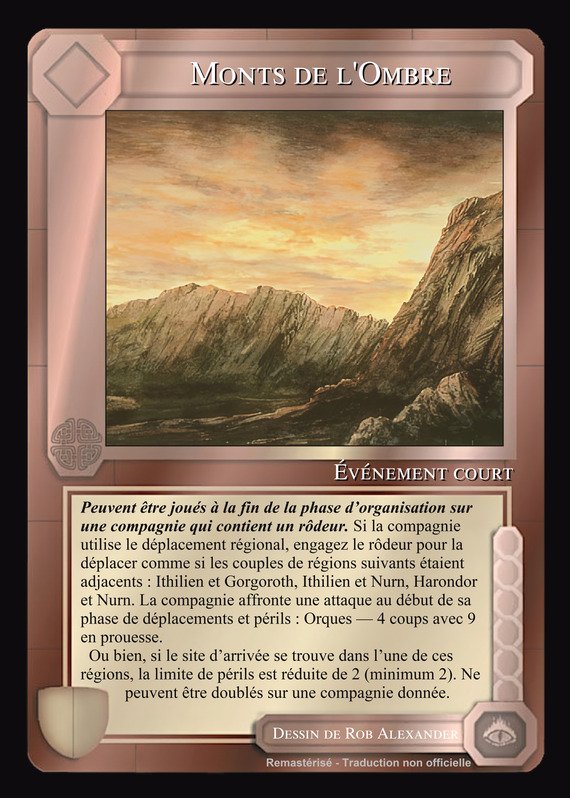 Monts de l'Ombre
Événement court
Peuvent être joués à la fin de la phase d’organisation sur
une compagnie qui contient un rôdeur. Si la compagnie
utilise le déplacement régional, engagez le rôdeur pour la
déplacer comme si les couples de régions suivants étaient
adjacents : Ithilien et Gorgoroth, Ithilien et Nurn, Harondor
et Nurn. La compagnie affronte une attaque au début de sa
phase de déplacements et périls : Orques — 4 coups avec 9
en prouesse.
Ou bien, si le site d’arrivée se trouve dans l’une de ces
régions, la limite de périls est réduite de 2 (minimum 2). Ne
peuvent être doublés sur une compagnie donnée.
Dessin de Rob Alexander
Remastérisé - Traduction non officielle